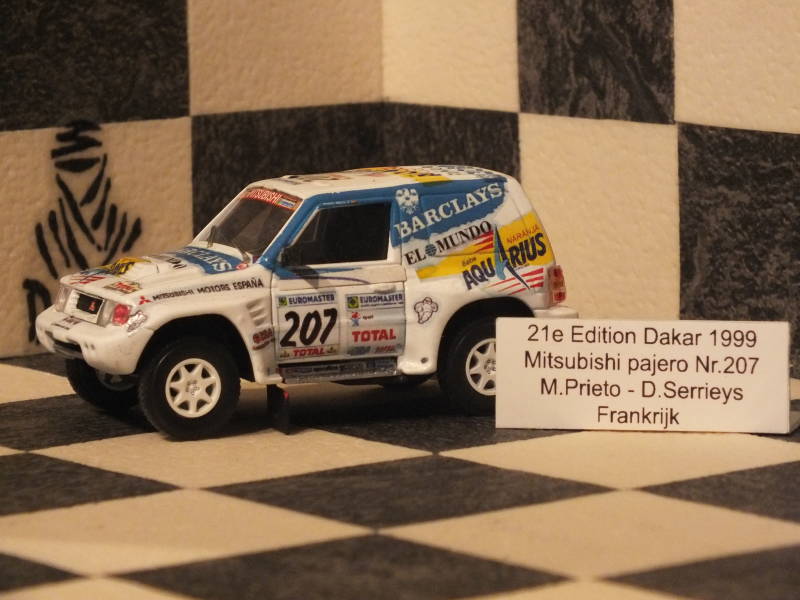 MITSUBISHI
BARCLAYS
EL MUNDO
NARANJA
AQUARIUS
MITSUBISHI MOTORS ESPAÑA
EUROMASTER
EUROMASTER
207
TOTAL
TOTAL
21e Edition Dakar 1999
Mitsubishi pajero Nr.207
M.Prieto - D.Serrieys
Frankrijk